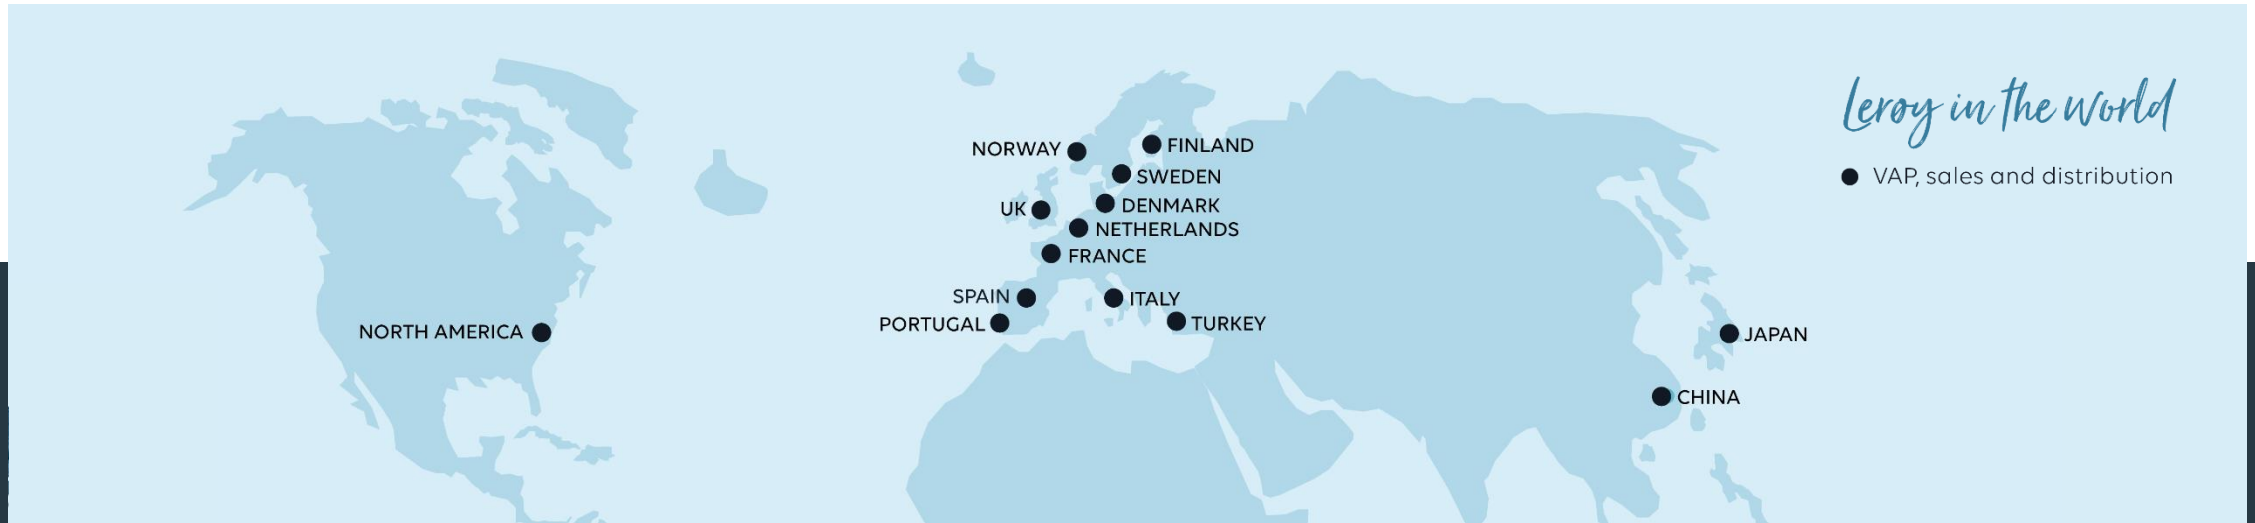 Lerøy in the world
VAP, sales and distribution
NORWAY
FINLAND
SWEDEN
UK
DENMARK
NETHERLANDS
FRANCE
SPAIN
ITALY
PORTUGAL
TURKEY
NORTH AMERICA
JAPAN
CHINA